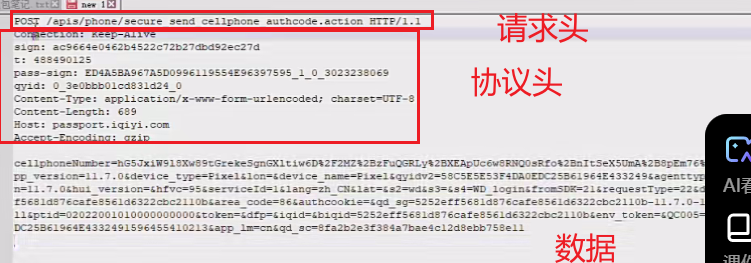 包笔记.txt new 1
POST /apis/phone/secure send cellphone authcode.action HTTP/1.1
请求头
Connection: Keep-Alive
sign: ac9664e0462b4522c72b27dbd92ec27d
t: 488490125
协议头
pass-sign: ED4A5BA967A5D0996119554E96397595_1_0_3023238069
qyid: 0_3e0bbb01cd831d24_0
Content-Type: application/x-www-form-urlencoded; charset=UTF-8
Content-Length: 689
Host: passport.iqiyi.com
Accept-Encoding: gzip
cellphoneNumber=hG5JxiW918Xw89tGrekeSgnGXltiw6D%2F2MZ%2BzFuQGRLy%2BXEApUc6w8RNQ0sRfo%2BnItSeX5UmA%2B8pEm76%
pp_version=11.7.0&device_type=Pixel&lon=&device_name=Pixel&qyidv2=58C5E5E53F4DA0EDC25B61964E433249&agenttyp
n=11.7.0&hui_version=&hfvc=95&serviceId=1&lang=zh_CN&lat=&s2=wd&s3=&s4=WD_login&fromSDK=21&requestType=22&d
f5681d876cafe8561d6322cbc2110b&area_code=86&authcookie=&qd_sg=5252eff5681d876cafe8561d6322cbc2110b-11.7.0-1
11&ptid=02022001010000000000&token=&dfp=&iqid=&biqid=5252eff5681d876cafe8561d6322cbc2110b&env_token=&QC005=
DC25B61964E4332491596455410213&app_lm=cn&qd_sc=8fa2b2e3f384a7bae4c12d8ebb758e11
数据
AI看